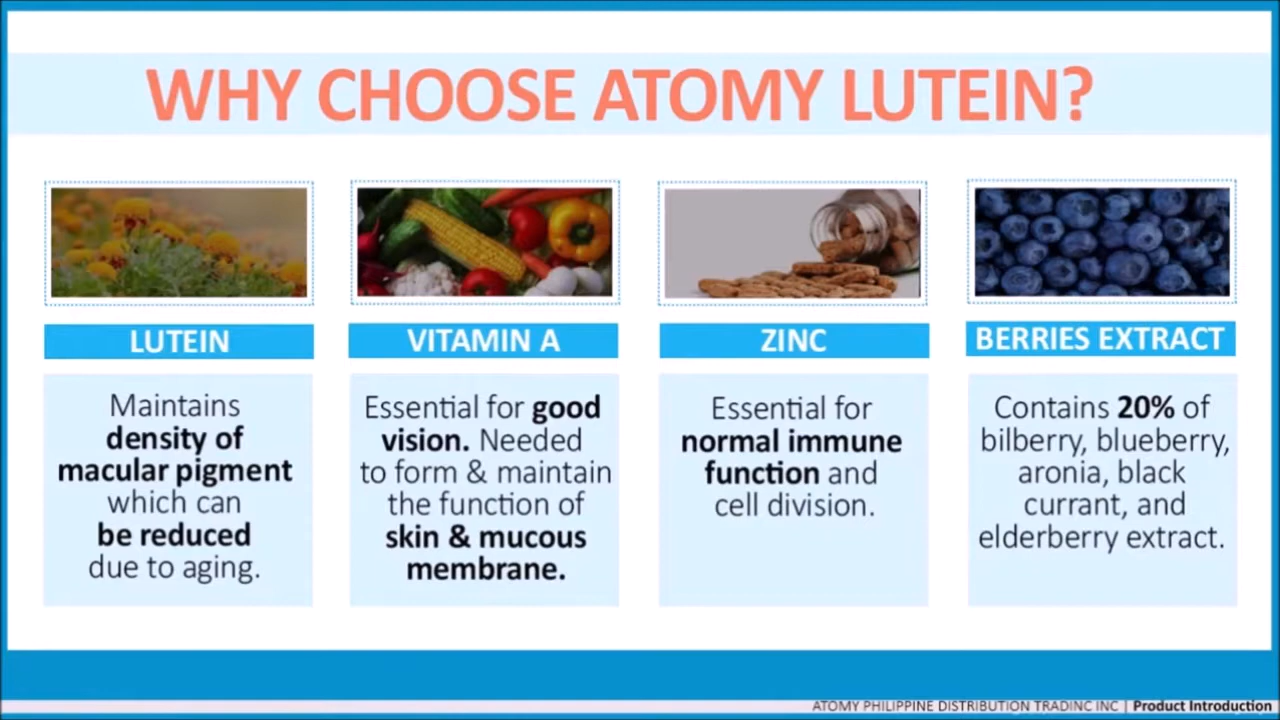 WHY CHOOSE ATOMY LUTEIN?
LUTEIN
Maintains
density of
macular pigment
which can
be reduced
due to aging.
VITAMIN A
Essential for good
vision. Needed
to form & maintain
the function of
skin & mucous
membrane.
ZINC
Essential for
normal immune
function and
cell division.
BERRIES EXTRACT
Contains 20% of
bilberry, blueberry,
aronia, black
currant, and
elderberry extract.
ATOMY PHILIPPINE DISTRIBUTION TRADINC INC | Product Introduction